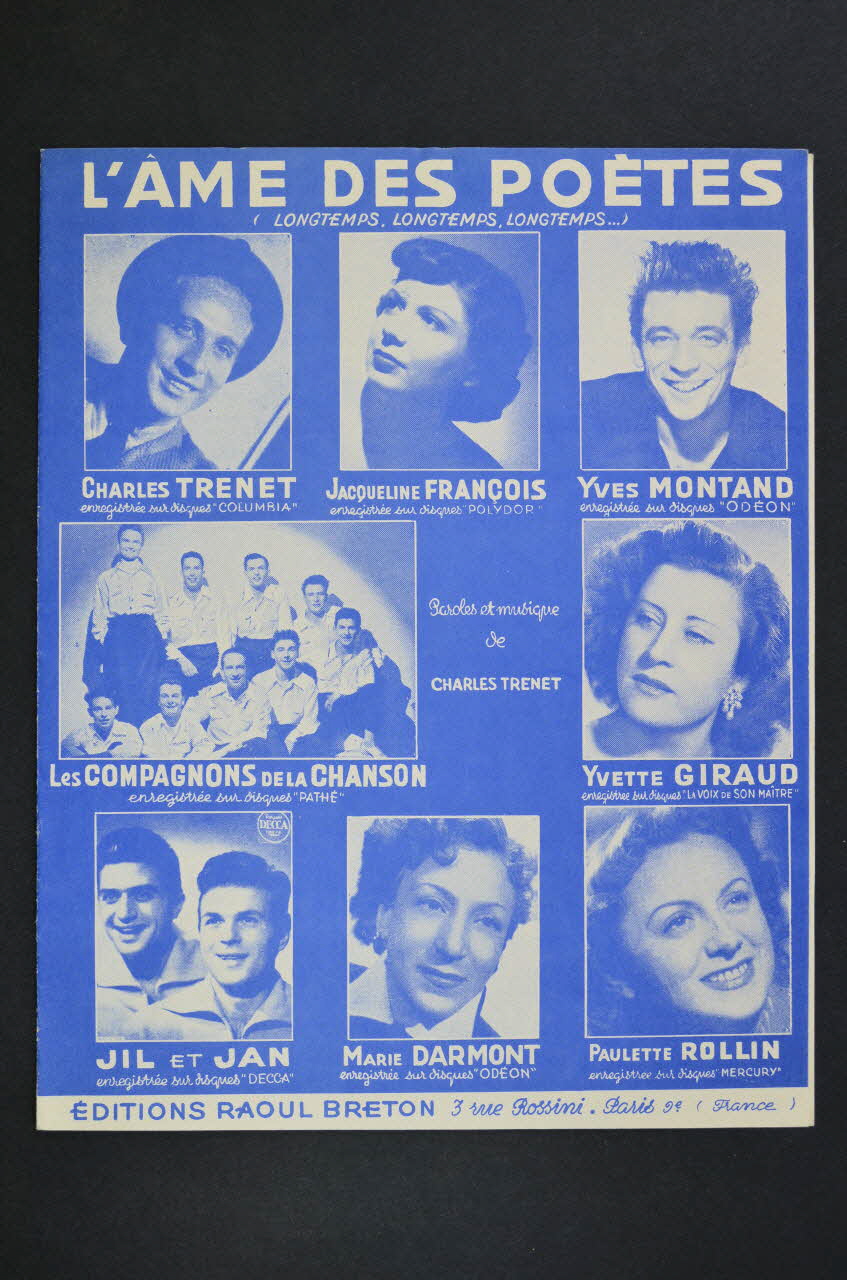 L'ÂME DES POÈTES
( LONGTEMPS, LONGTEMPS, LONGTEMPS...)
CHARLES TRENET
enregistrée sur disques "COLUMBIA"
JACQUELINE FRANÇOIS
enregistrée sur disques "POLYDOR"
YVES MONTAND
enregistrée sur disques "ODÉON"
Paroles et musique
de
CHARLES TRENET
LES COMPAGNONS DE LA CHANSON
enregistrée sur disques "PATHÉ"
YVETTE GIRAUD
enregistrée sur disques "LA VOIX DE SON MAÎTRE"
DECCA
JIL ET JAN
enregistrée sur disques "DECCA"
MARIE DARMONT
enregistrée sur disques "ODÉON"
PAULETTE ROLLIN
enregistrée sur disques "MERCURY"
ÉDITIONS RAOUL BRETON 3 rue Rossini. Paris 9e ( France )